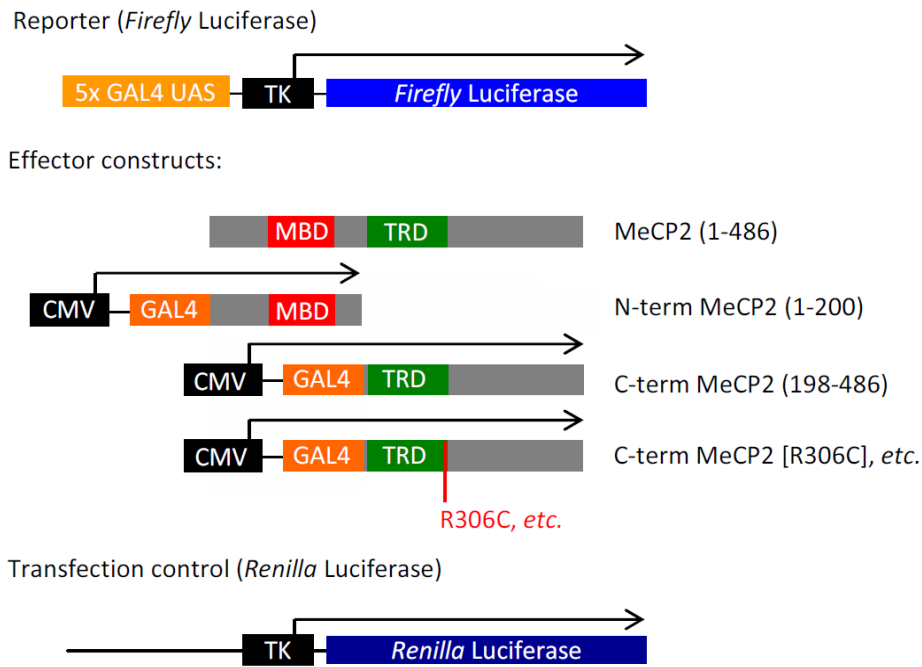 Reporter (Firefly Luciferase)
5x GAL4 UAS TK Firefly Luciferase
Effector constructs:
MBD TRD MeCP2 (1-486)
CMV GAL4 MBD N-term MeCP2 (1-200)
CMV GAL4 TRD C-term MeCP2 (198-486)
CMV GAL4 TRD C-term MeCP2 [R306C], etc.
R306C, etc.
Transfection control (Renilla Luciferase)
TK Renilla Luciferase